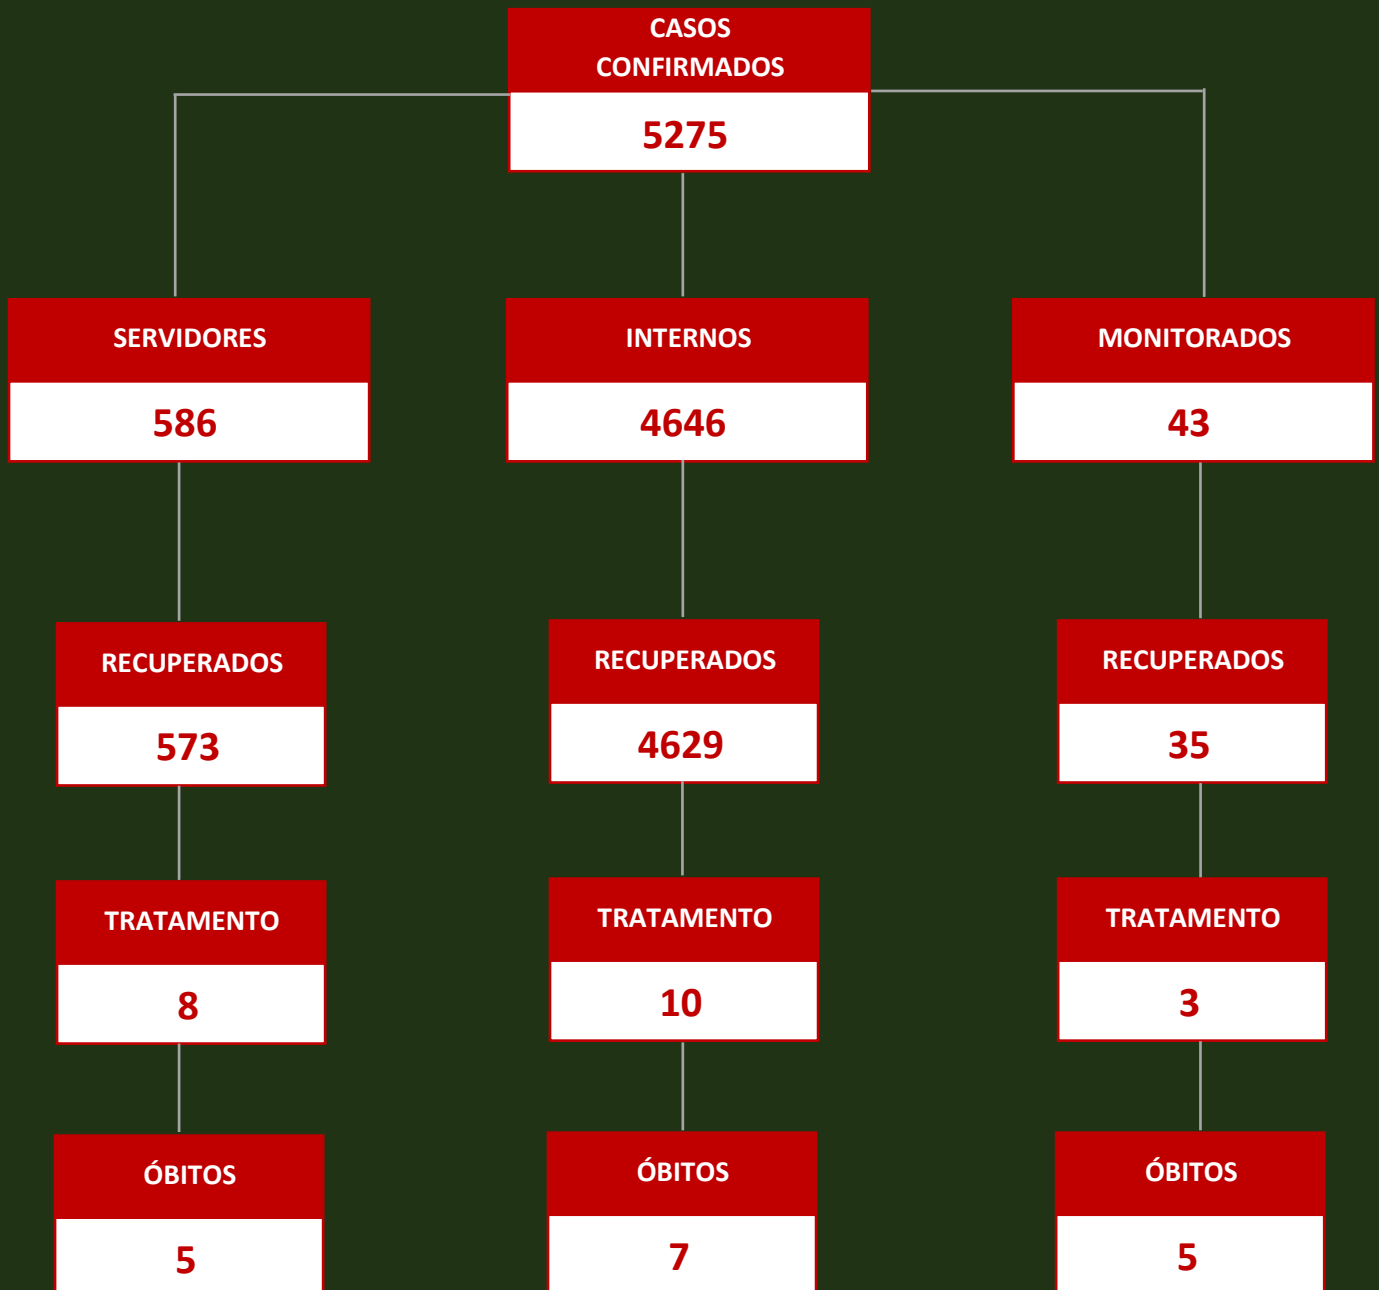 CASOS
CONFIRMADOS
5275
SERVIDORES
586
INTERNOS
4646
MONITORADOS
43
RECUPERADOS
573
RECUPERADOS
4629
RECUPERADOS
35
TRATAMENTO
8
TRATAMENTO
10
TRATAMENTO
3
ÓBITOS
5
ÓBITOS
7
ÓBITOS
5